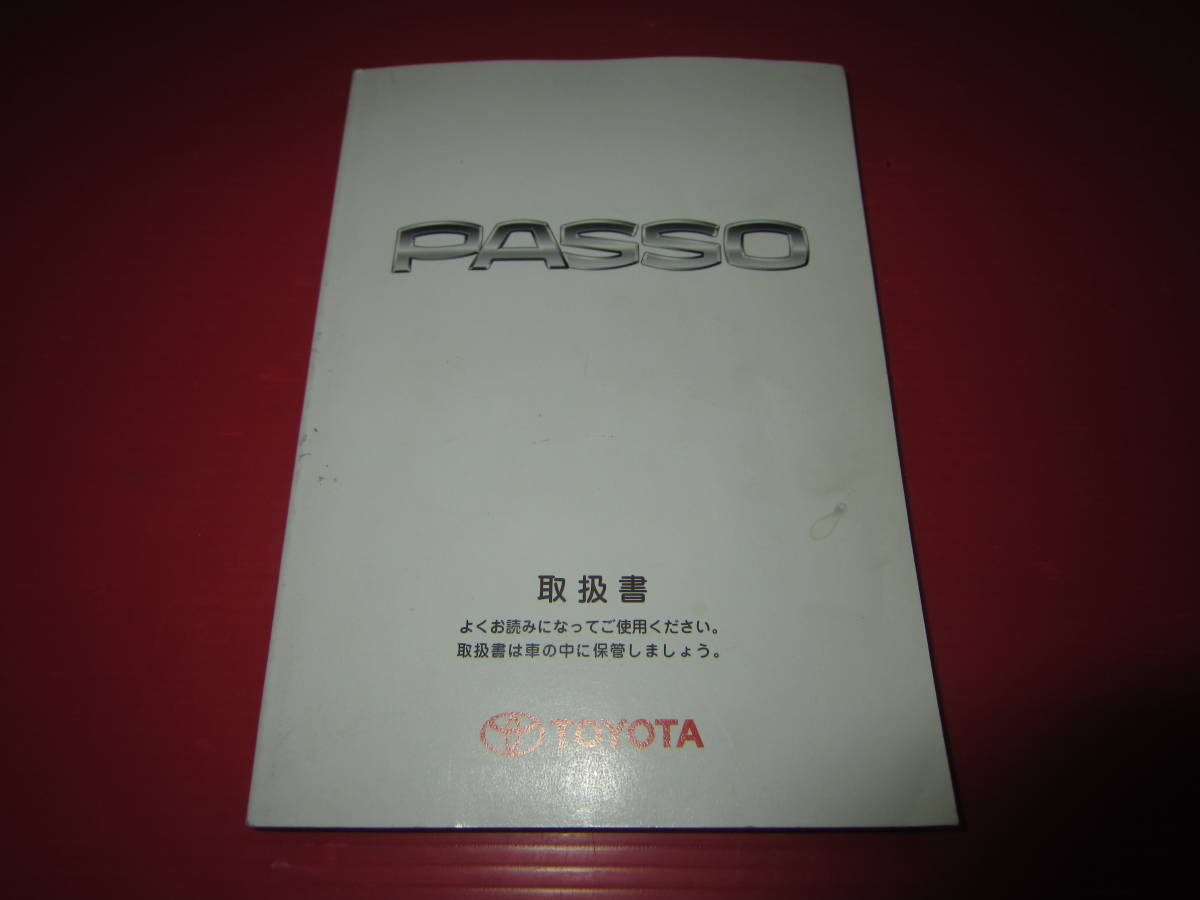 PASSO
取扱書
よくお読みになってご使用ください。
取扱書は車の中に保管しましょう。
TOYOTA